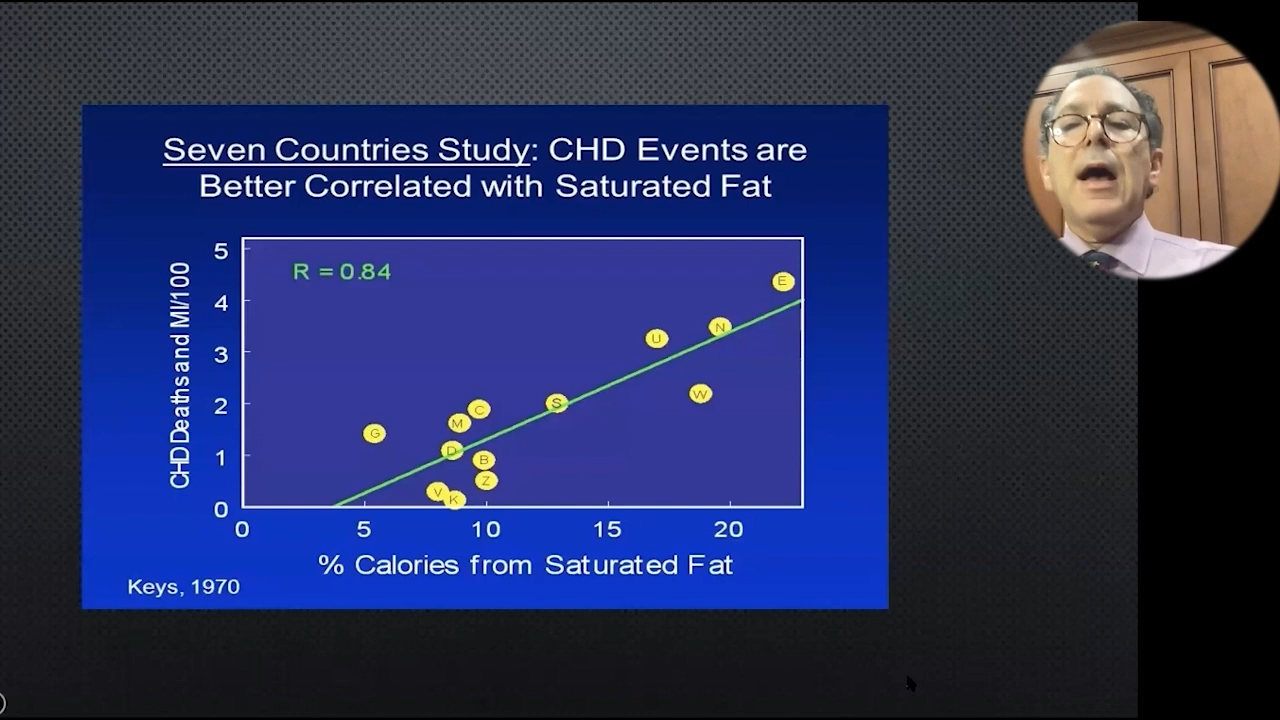 Seven Countries Study: CHD Events are
Better Correlated with Saturated Fat
CHD Deaths and MI/100
5
4
3
2
1
0
R = 0.84
E
N
U
W
S
C
M
G
D
B
Z
V
K
0 5 10 15 20
% Calories from Saturated Fat
Keys, 1970